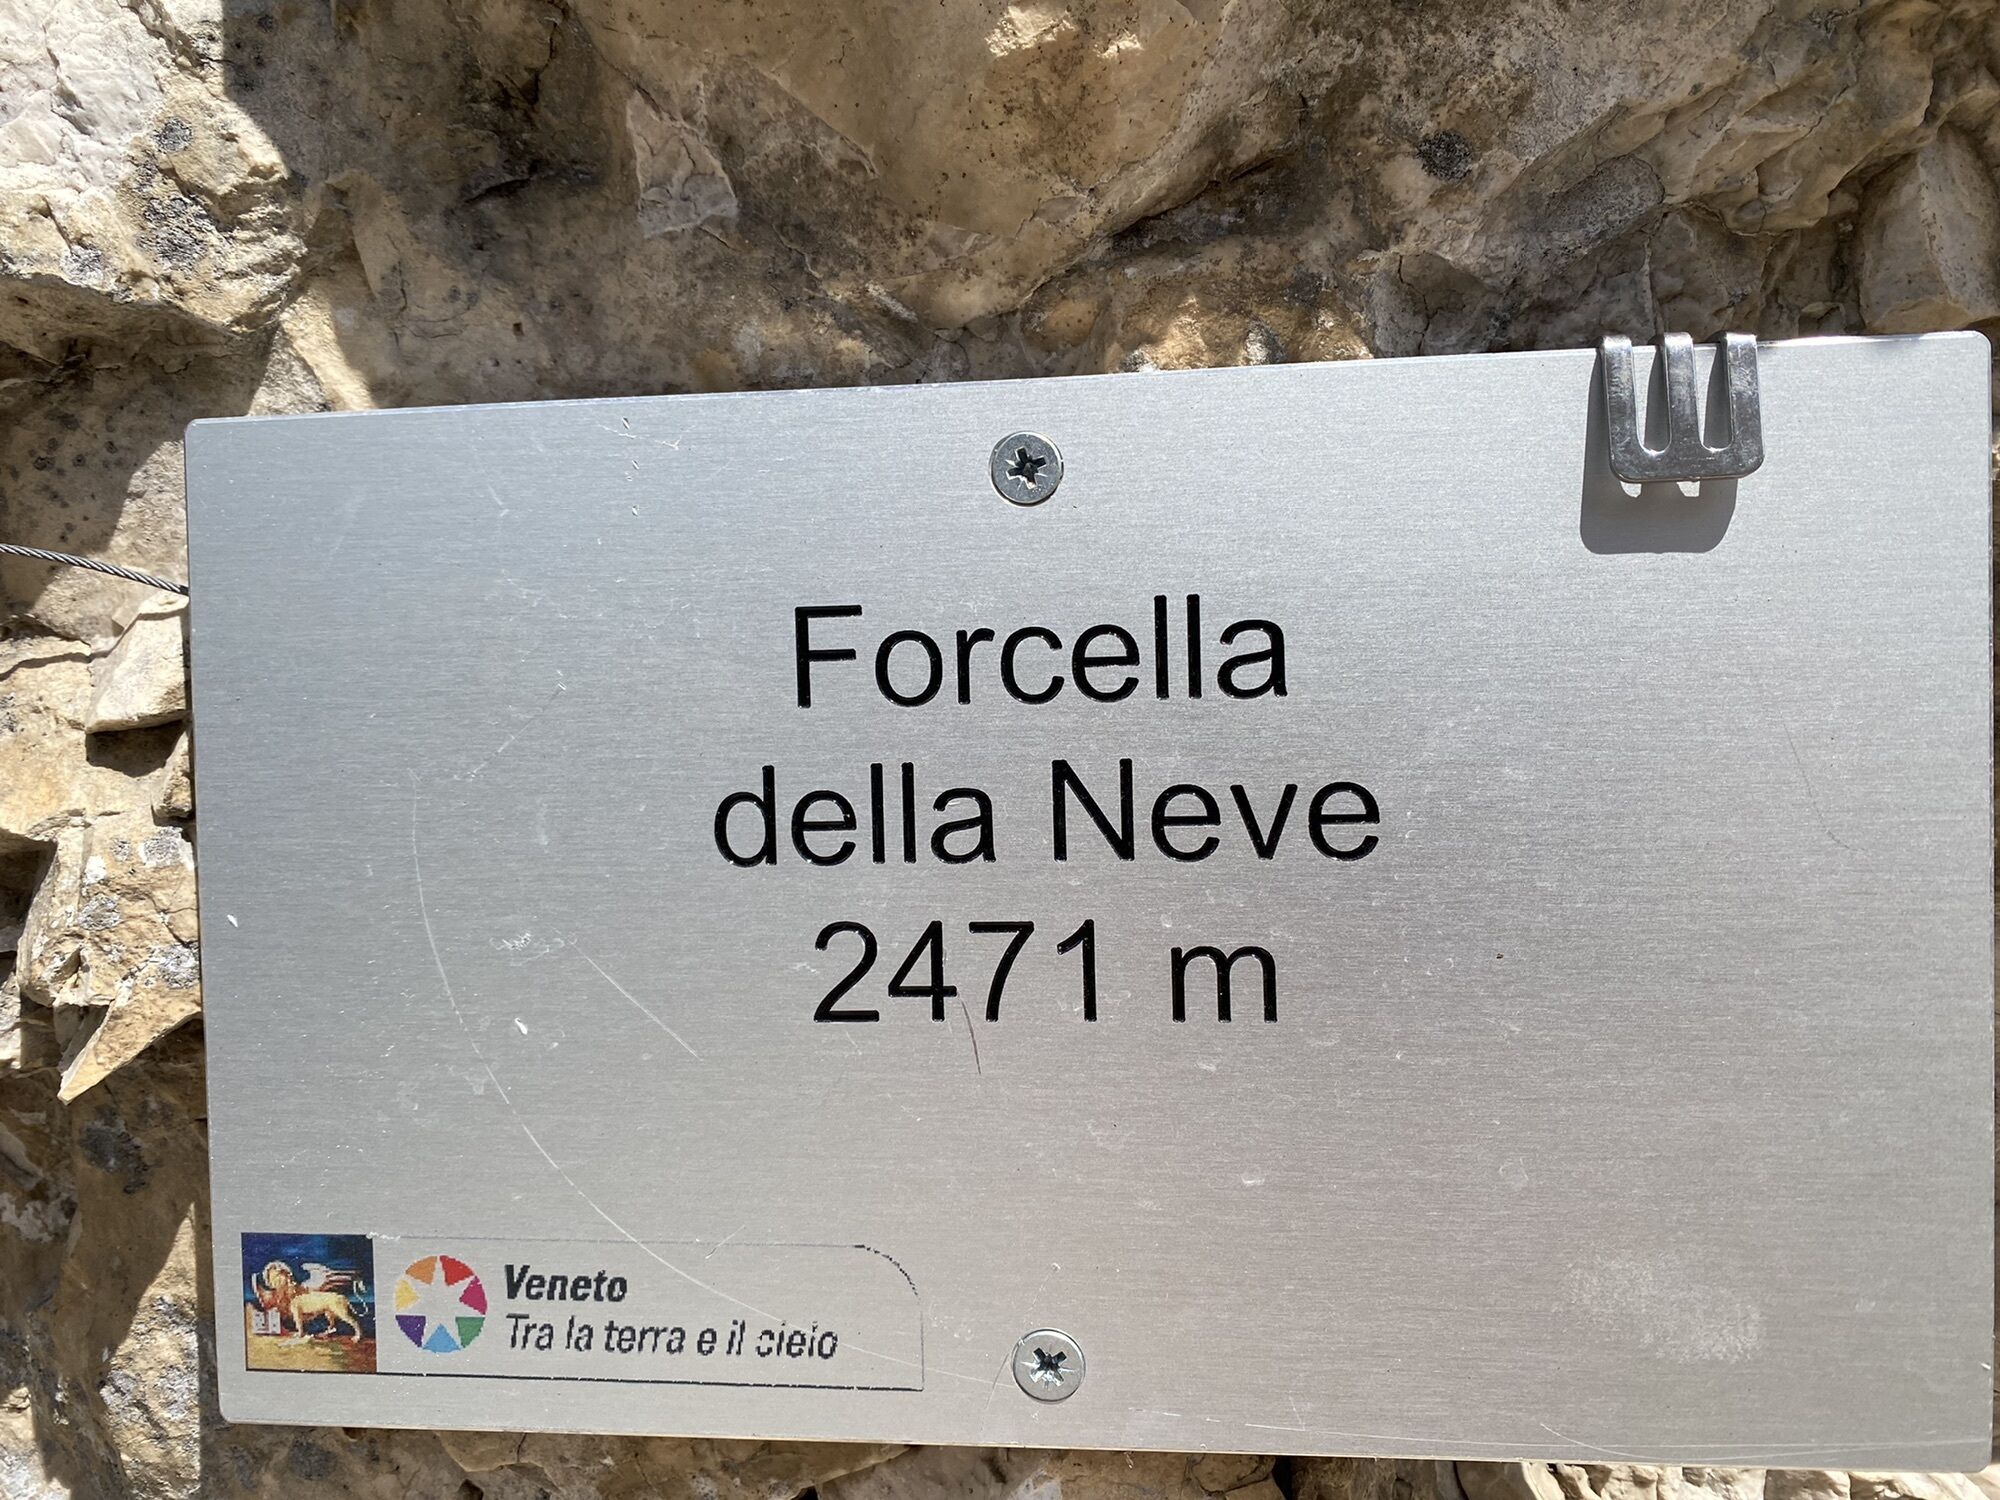 Forcella
della Neve
2471 m
Veneto
Tra la terra e il cielo